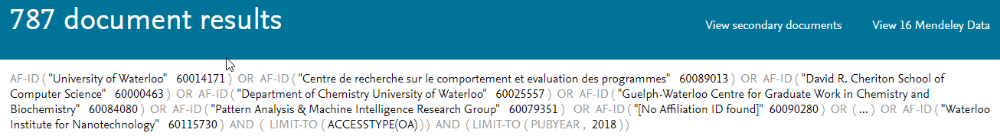 787 document results
View secondary documents View 16 Mendeley Data
AF-ID ( "University of Waterloo" 60014171 ) OR AF-ID ( "Centre de recherche sur le comportement et evaluation des programmes" 60089013 ) OR AF-ID ( "David R. Cheriton School of
Computer Science" 60000463 ) OR AF-ID ( "Department of Chemistry University of Waterloo" 60025557 ) OR AF-ID ( "Guelph-Waterloo Centre for Graduate Work in Chemistry and
Biochemistry" 60084080 ) OR AF-ID ( "Pattern Analysis & Machine Intelligence Research Group" 60079351 ) OR AF-ID ( "[No Affiliation ID found]" 60090280 ) OR ( ... ) OR AF-ID ( "Waterloo
Institute for Nanotechnology" 60115730 ) AND ( LIMIT-TO ( ACCESSTYPE(OA) ) ) AND ( LIMIT-TO ( PUBYEAR , 2018 ) )